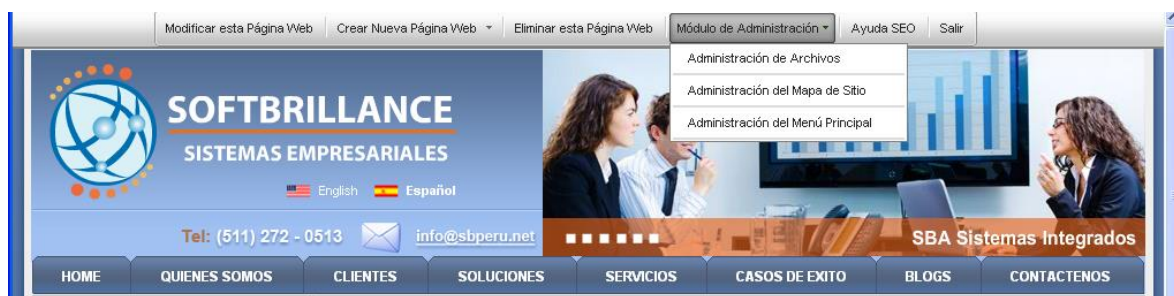 Modificar esta Página Web Crear Nueva Página Web Eliminar esta Página Web Módulo de Administración Ayuda SEO Salir
Administración de Archivos
Administración del Mapa de Sitio
Administración del Menú Principal
SOFTBRILLANCE
SISTEMAS EMPRESARIALES
English Español
Tel: (511) 272 - 0513 info@sbperu.net
SBA Sistemas Integrados
HOME QUIENES SOMOS CLIENTES SOLUCIONES SERVICIOS CASOS DE EXITO BLOGS CONTACTENOS